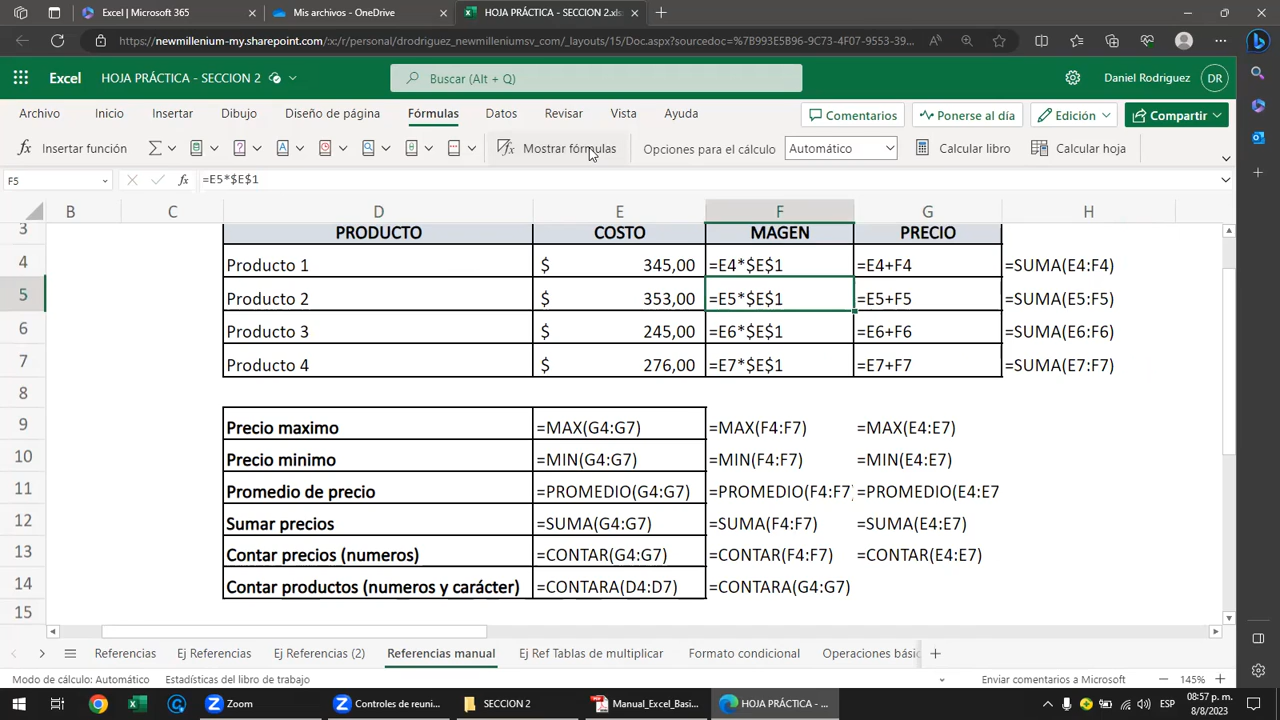 Excel | Microsoft 365
Mis archivos - OneDrive
HOJA PRÁCTICA - SECCION 2.xls
https://newmillenium-my.sharepoint.com/:x:/r/personal/drodriguez_newmilleniumsv_com/_layouts/15/Doc.aspx?sourcedoc=%7B993E5B96-9C73-4F07-9553-39...
Excel HOJA PRÁCTICA - SECCION 2 Buscar (Alt + Q) Daniel Rodriguez DR
Archivo Inicio Insertar Dibujo Diseño de página Fórmulas Datos Revisar Vista Ayuda Comentarios Ponerse al día Edición Compartir
Insertar función Mostrar fórmulas Opciones para el cálculo Automático Calcular libro Calcular hoja
F5 =E5*$E$1
B C D E F G H
3 PRODUCTO COSTO MAGEN PRECIO
4 Producto 1 $ 345,00 =E4*$E$1 =E4+F4 =SUMA(E4:F4)
5 Producto 2 $ 353,00 =E5*$E$1 =E5+F5 =SUMA(E5:F5)
6 Producto 3 $ 245,00 =E6*$E$1 =E6+F6 =SUMA(E6:F6)
7 Producto 4 $ 276,00 =E7*$E$1 =E7+F7 =SUMA(E7:F7)
8
9 Precio maximo =MAX(G4:G7) =MAX(F4:F7) =MAX(E4:E7)
10 Precio minimo =MIN(G4:G7) =MIN(F4:F7) =MIN(E4:E7)
11 Promedio de precio =PROMEDIO(G4:G7) =PROMEDIO(F4:F7) =PROMEDIO(E4:E7
12 Sumar precios =SUMA(G4:G7) =SUMA(F4:F7) =SUMA(E4:E7)
13 Contar precios (numeros) =CONTAR(G4:G7) =CONTAR(F4:F7) =CONTAR(E4:E7)
14 Contar productos (numeros y carácter) =CONTARA(D4:D7) =CONTARA(G4:G7)
15
Referencias Ej Referencias Ej Referencias (2) Referencias manual Ej Ref Tablas de multiplicar Formato condicional Operaciones bási
Modo de cálculo: Automático Estadísticas del libro de trabajo Enviar comentarios a Microsoft 145%
Zoom Controles de reuni... SECCION 2 Manual_Excel_Basi... HOJA PRÁCTICA - ... ESP 08:57 p. m.
8/8/2023